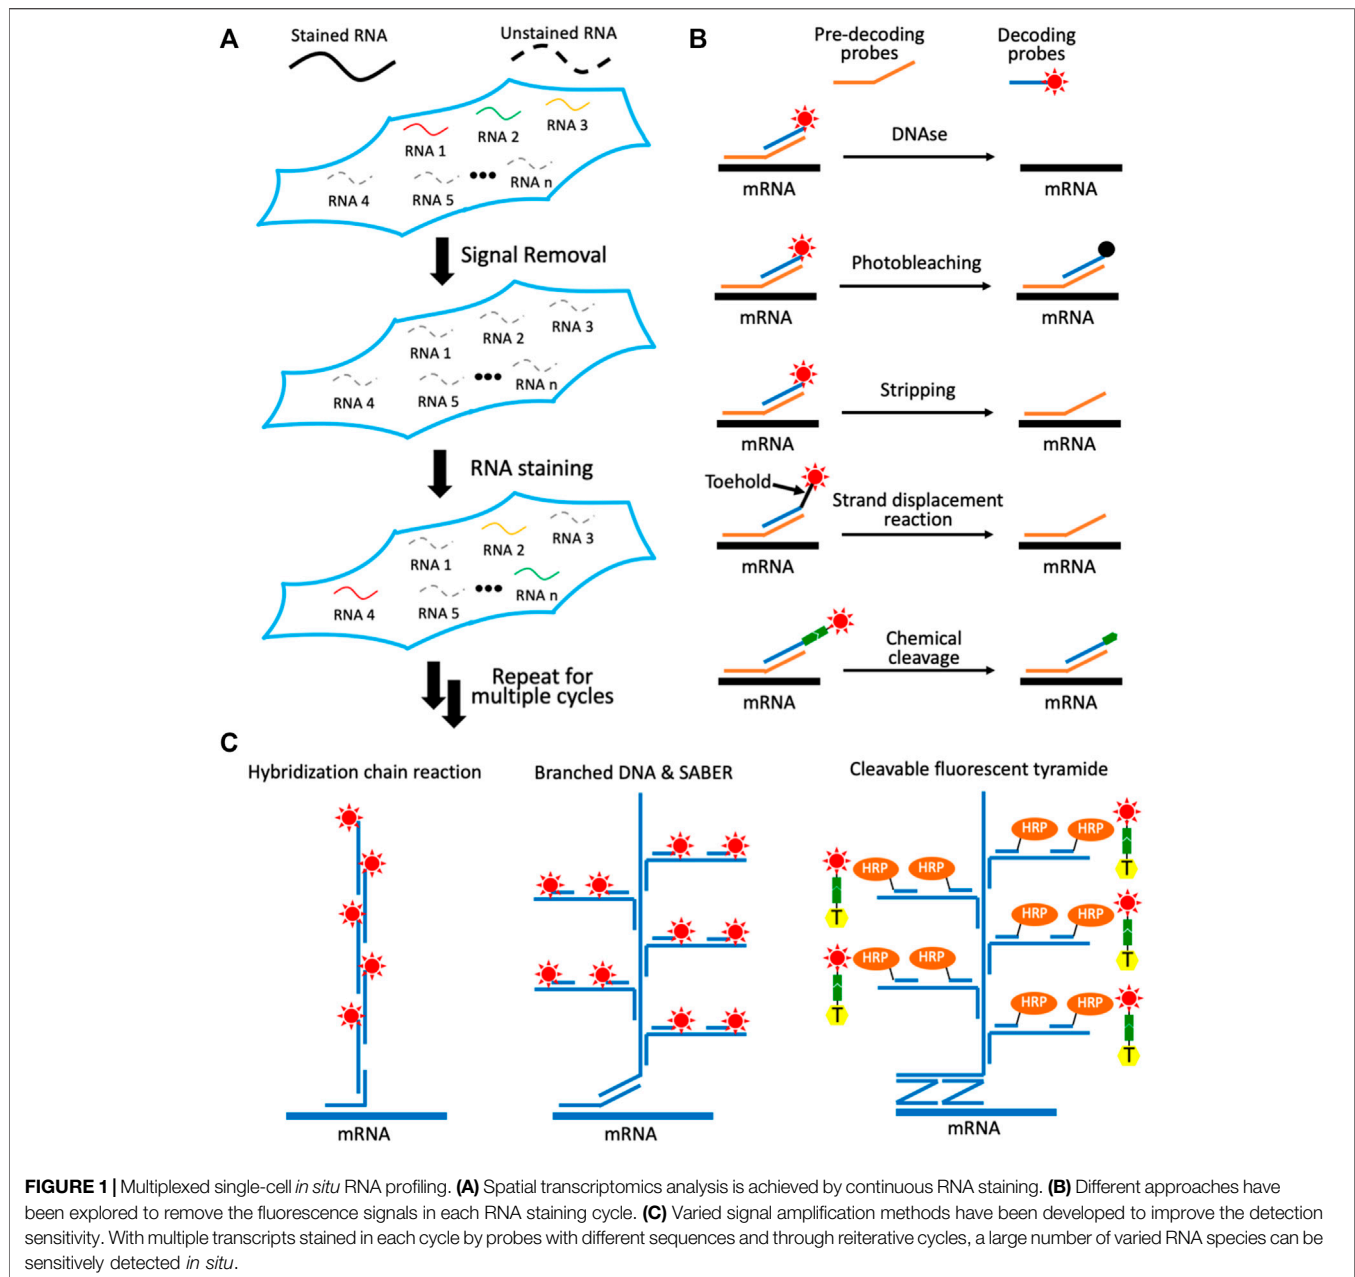 A
Stained RNA
Unstained RNA
RNA 1
RNA 2
RNA 3
RNA 4
RNA 5
RNA n
Signal Removal
RNA 1
RNA 2
RNA 3
RNA 4
RNA 5
RNA n
RNA staining
RNA 1
RNA 2
RNA 3
RNA 4
RNA 5
RNA n
Repeat for
multiple cycles
B
Pre-decoding
probes
Decoding
probes
DNAse
mRNA
mRNA
Photobleaching
mRNA
mRNA
Stripping
mRNA
mRNA
Toehold
Strand displacement
reaction
mRNA
mRNA
Chemical
cleavage
mRNA
mRNA
C
Hybridization chain reaction
mRNA
Branched DNA & SABER
mRNA
Cleavable fluorescent tyramide
HRP
HRP
T
HRP
HRP
T
HRP
HRP
T
HRP
HRP
T
HRP
HRP
T
mRNA
FIGURE 1 | Multiplexed single-cell in situ RNA profiling. (A) Spatial transcriptomics analysis is achieved by continuous RNA staining. (B) Different approaches have
been explored to remove the fluorescence signals in each RNA staining cycle. (C) Varied signal amplification methods have been developed to improve the detection
sensitivity. With multiple transcripts stained in each cycle by probes with different sequences and through reiterative cycles, a large number of varied RNA species can be
sensitively detected in situ.